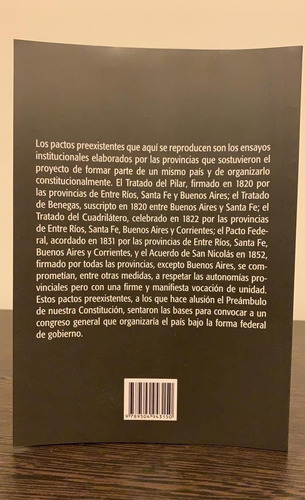 Los pactos preexistentes que aquí se reproducen son los ensayos
institucionales elaborados por las provincias que sostuvieron el
proyecto de formar parte de un mismo país y de organizarlo
constitucionalmente. El Tratado del Pilar, firmado en 1820 por
las provincias de Entre Ríos, Santa Fe y Buenos Aires; el Tratado
de Benegas, suscripto en 1820 entre Buenos Aires y Santa Fe; el
Tratado del Cuadrilátero, celebrado en 1822 por las provincias
de Entre Ríos, Santa Fe, Buenos Aires y Corrientes; el Pacto Fede-
ral, acordado en 1831 por las provincias de Entre Ríos, Santa Fe,
Buenos Aires y Corrientes, y el Acuerdo de San Nicolás en 1852,
firmado por todas las provincias, excepto Buenos Aires, se com-
prometían, entre otras medidas, a respetar las autonomías pro-
vinciales pero con una firme y manifiesta vocación de unidad.
Estos pactos preexistentes, a los que hace alusión el Preámbulo
de nuestra Constitución, sentaron las bases para convocar a un
congreso general que organizaría el país bajo la forma federal
de gobierno.
9789504943150